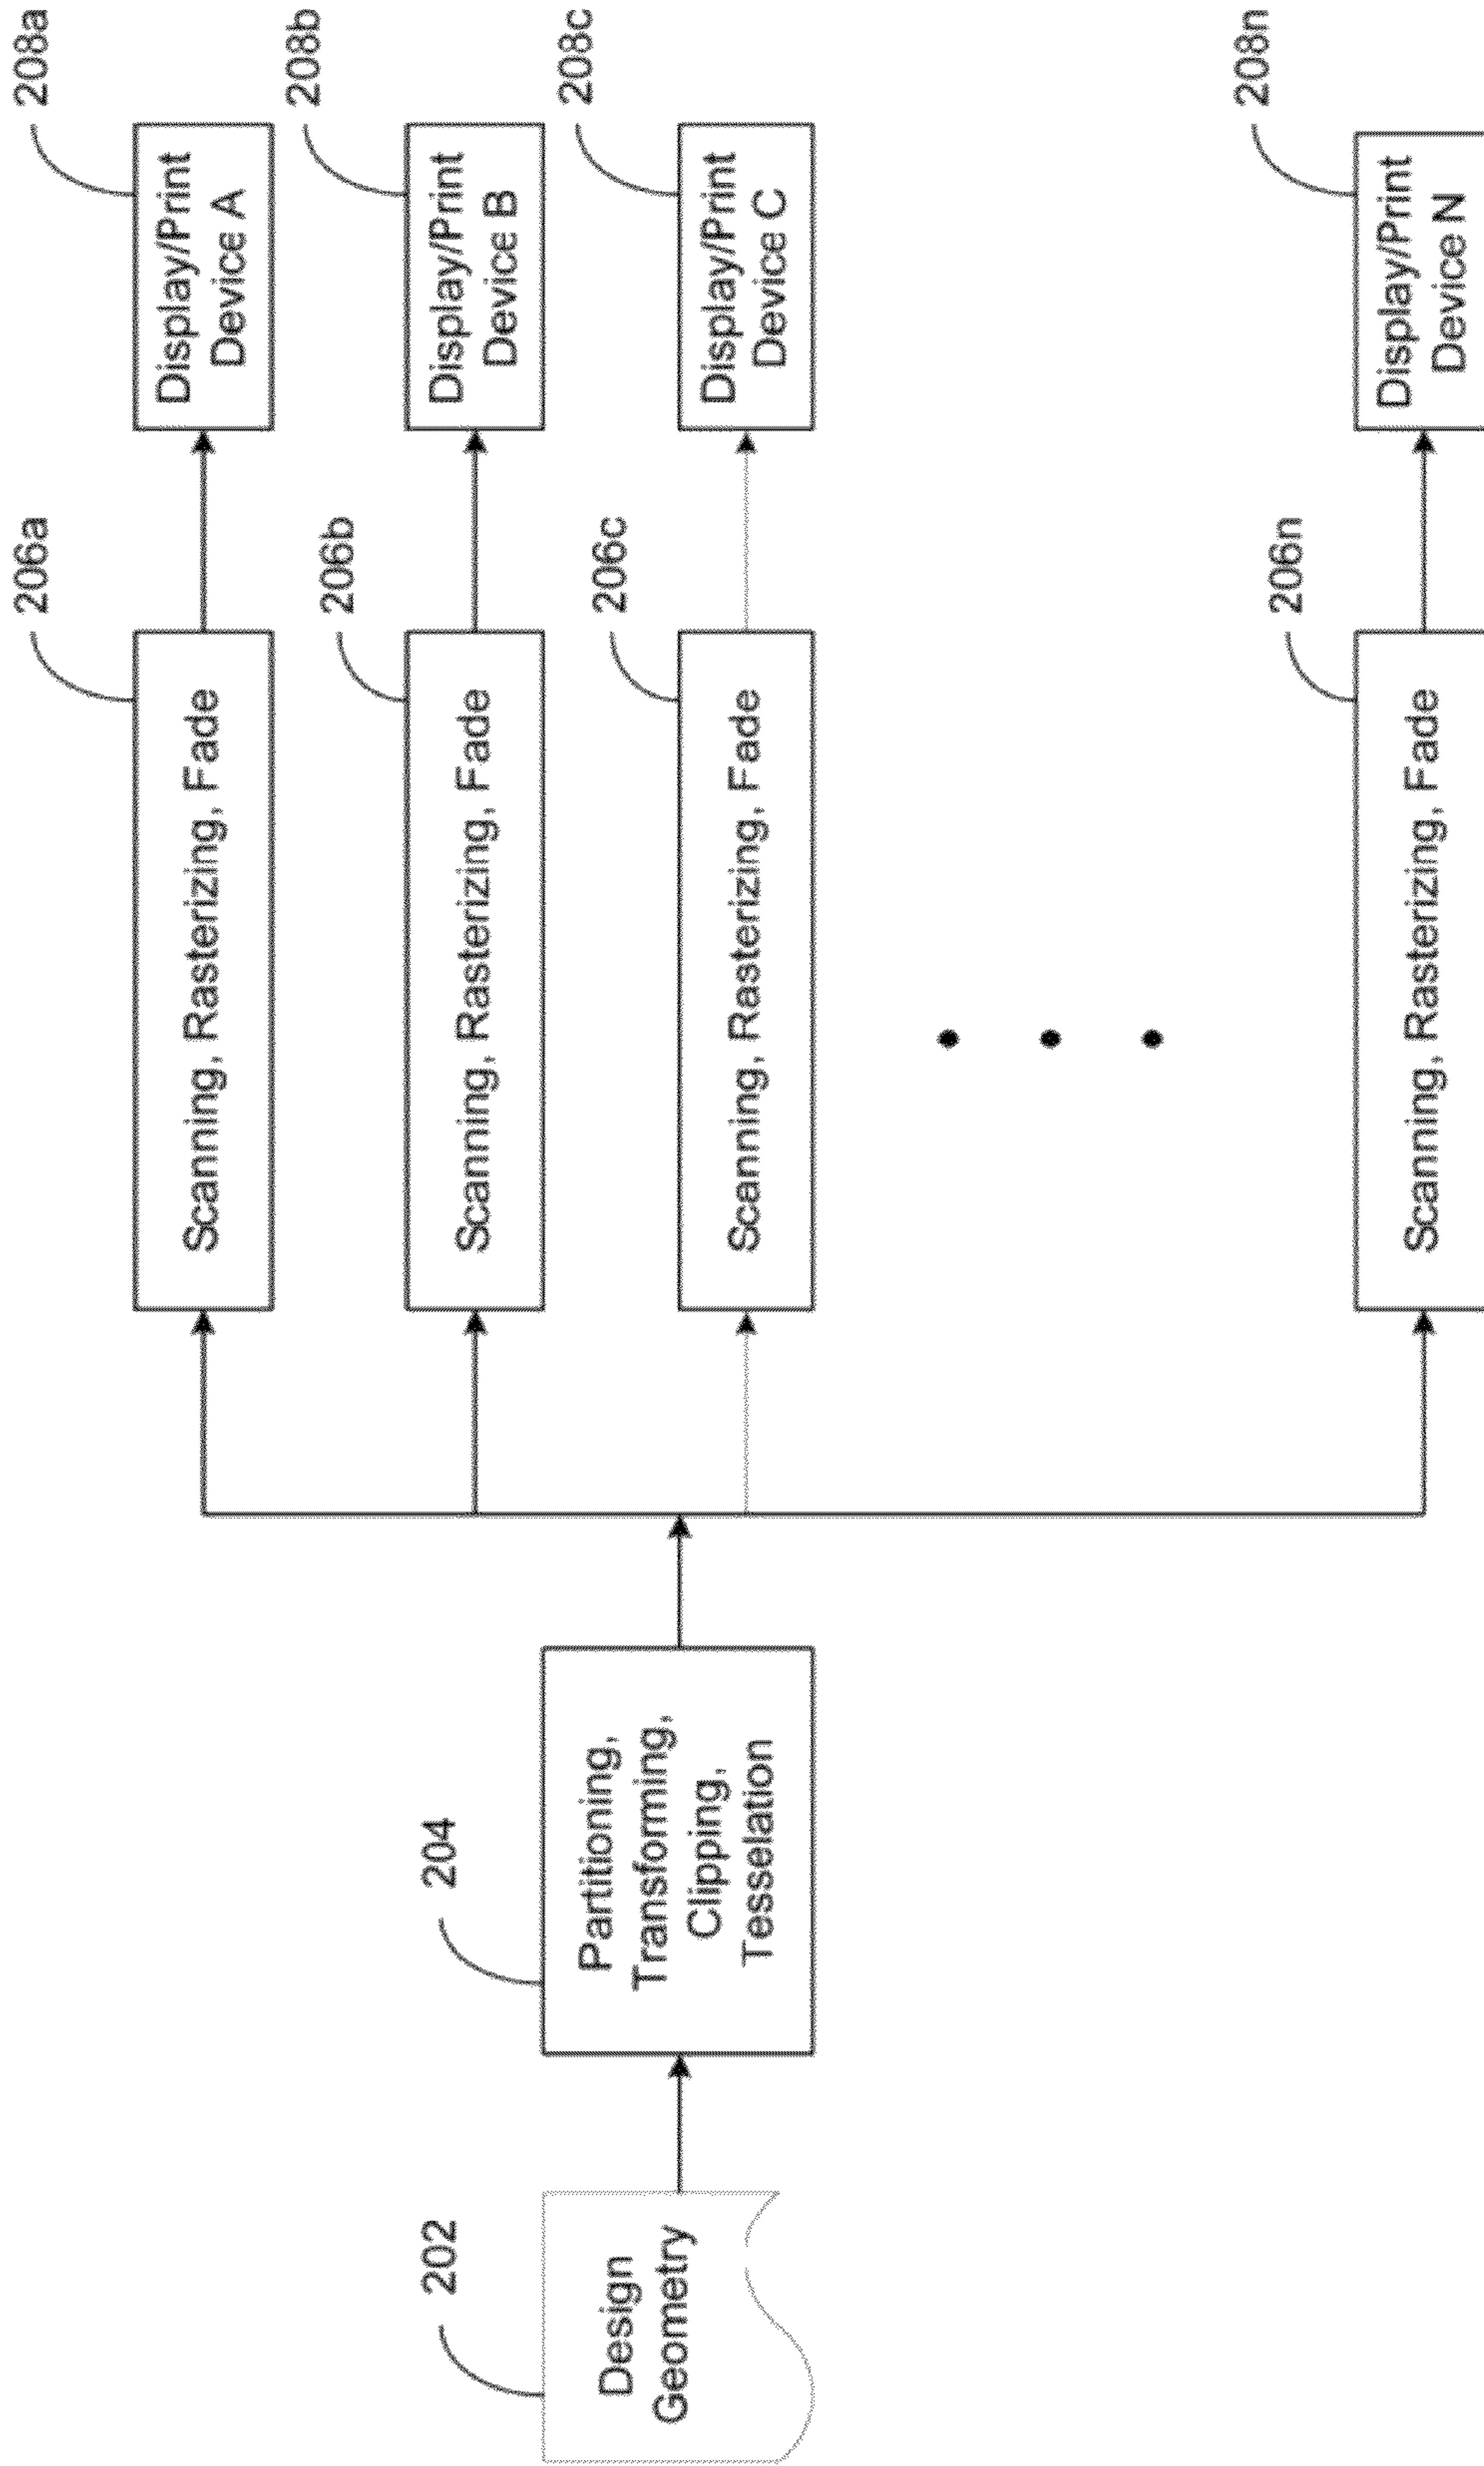 202
Design
Geometry
204
Partitioning,
Transforming,
Clipping,
Tesselation
206a
Scanning, Rasterizing, Fade
208a
Display/Print
Device A
206b
Scanning, Rasterizing, Fade
208b
Display/Print
Device B
206c
Scanning, Rasterizing, Fade
208c
Display/Print
Device C
206n
Scanning, Rasterizing, Fade
208n
Display/Print
Device N